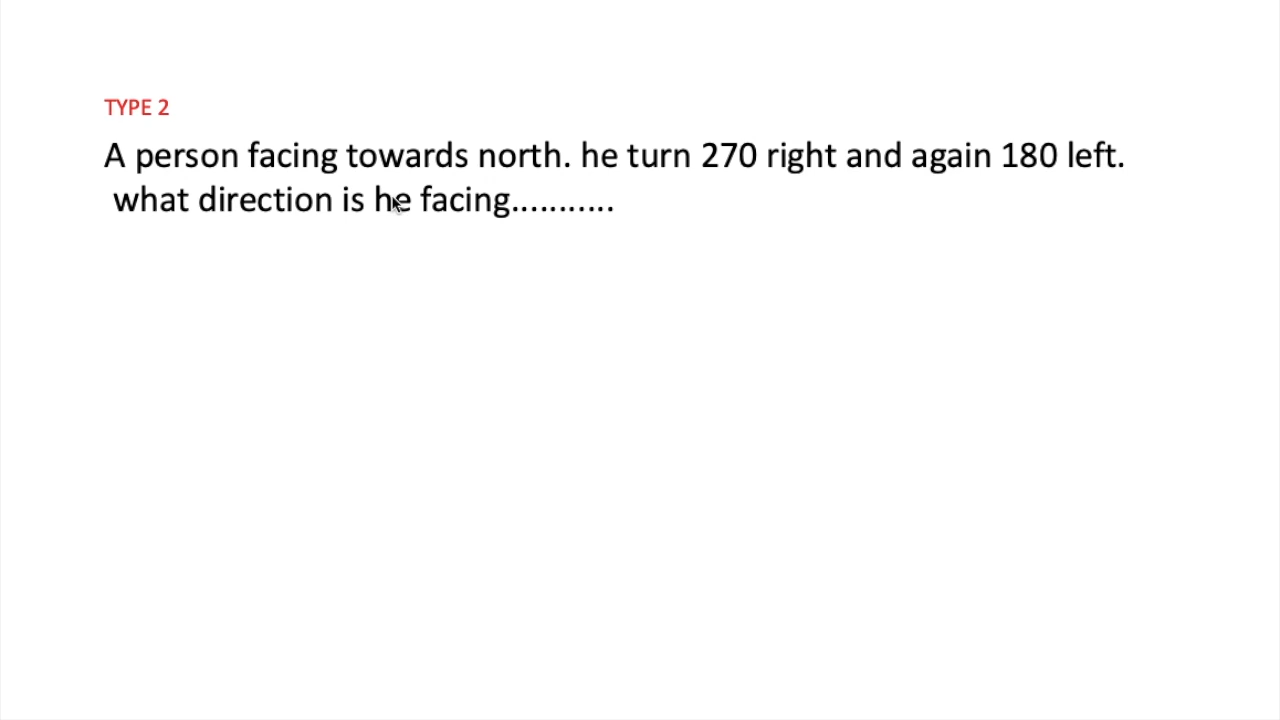 TYPE 2
A person facing towards north. he turn 270 right and again 180 left.
what direction is he facing...........